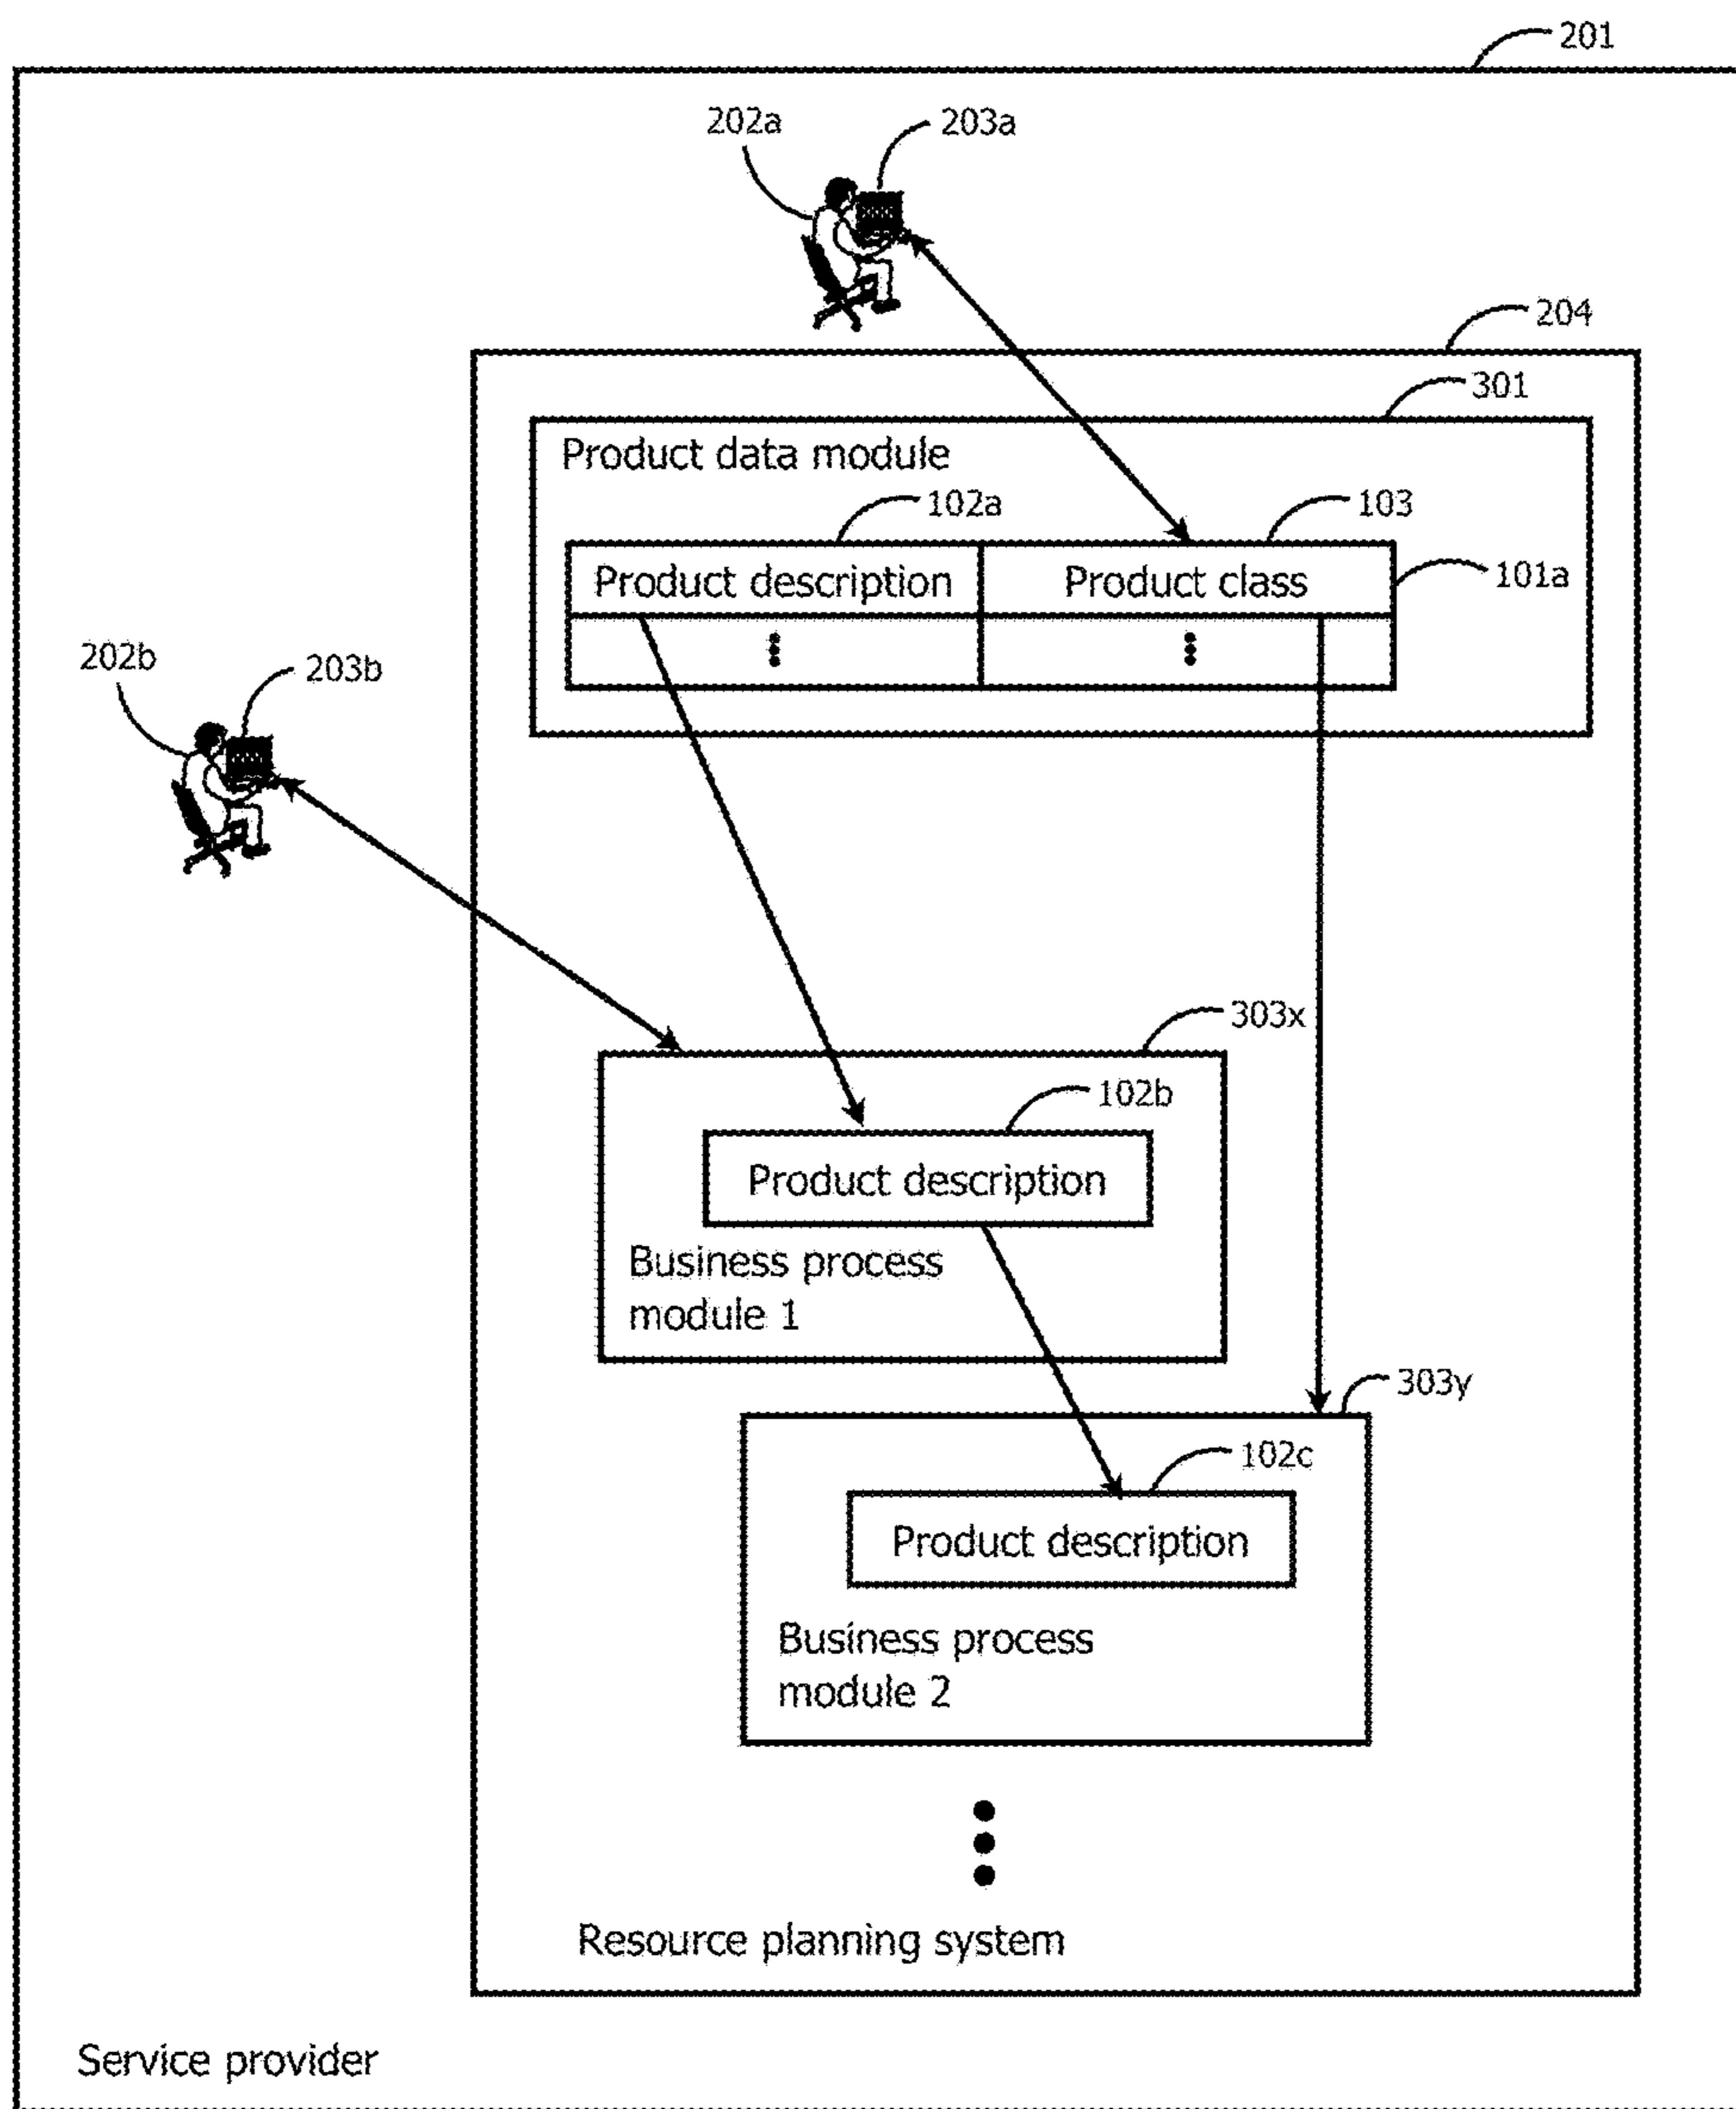 201
202a
203a
204
301
Product data module
102a
103
Product description
Product class
101a
202b
203b
303x
102b
Product description
Business process
module 1
303y
102c
Product description
Business process
module 2
Resource planning system
Service provider